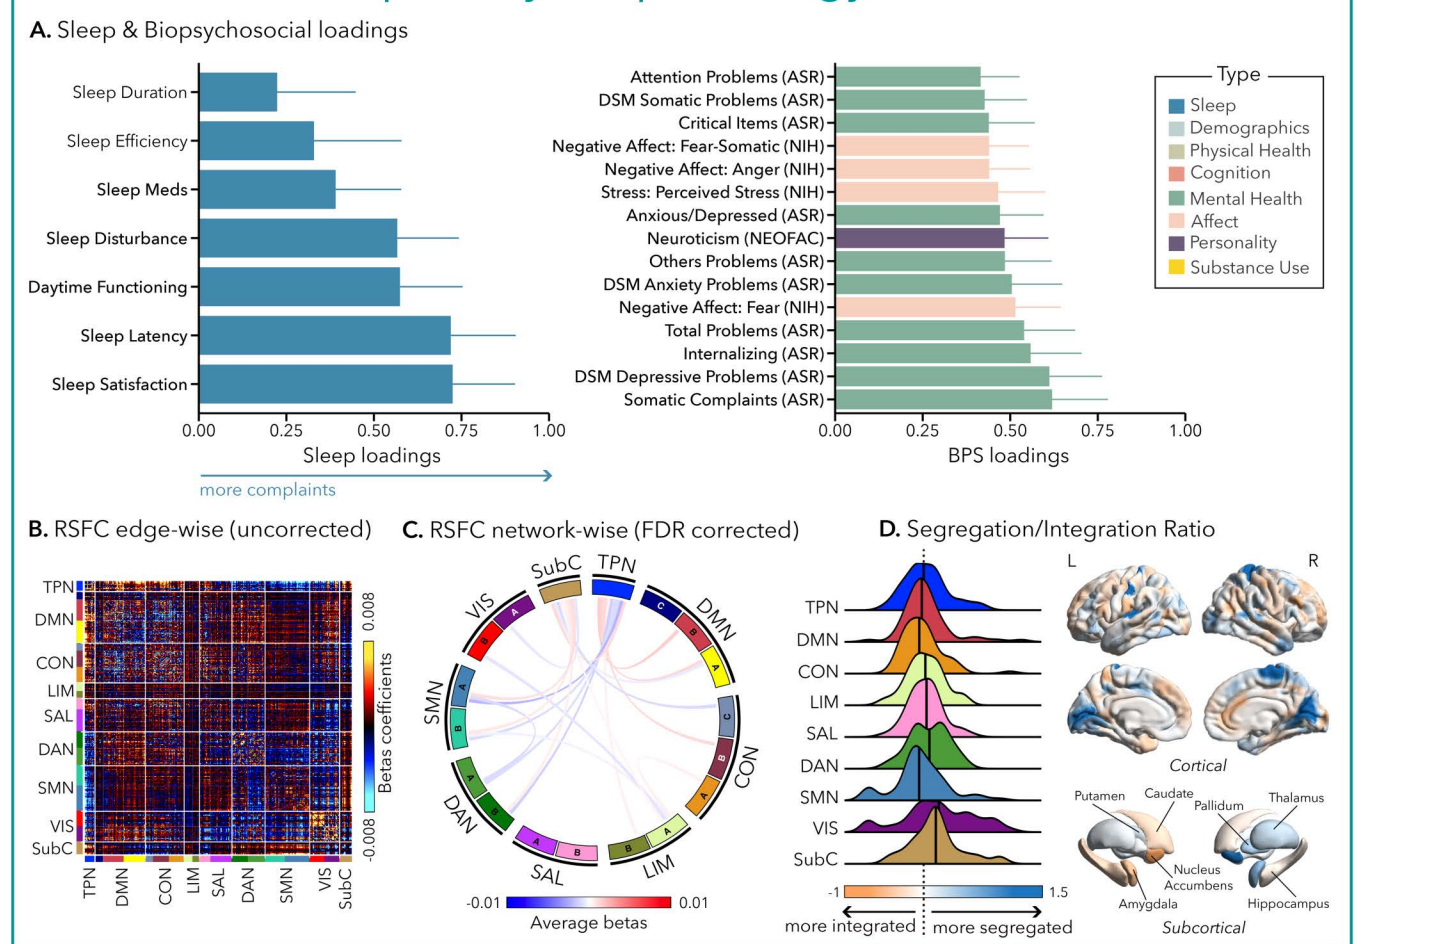 A. Sleep & Biopsychosocial loadings
Sleep Duration
Sleep Efficiency
Sleep Meds
Sleep Disturbance
Daytime Functioning
Sleep Latency
Sleep Satisfaction
0.00 0.25 0.50 0.75 1.00
Sleep loadings
more complaints
Attention Problems (ASR)
DSM Somatic Problems (ASR)
Critical Items (ASR)
Negative Affect: Fear-Somatic (NIH)
Negative Affect: Anger (NIH)
Stress: Perceived Stress (NIH)
Anxious/Depressed (ASR)
Neuroticism (NEOFAC)
Others Problems (ASR)
DSM Anxiety Problems (ASR)
Negative Affect: Fear (NIH)
Total Problems (ASR)
Internalizing (ASR)
DSM Depressive Problems (ASR)
Somatic Complaints (ASR)
0.00 0.25 0.50 0.75 1.00
BPS loadings
Type
Sleep
Demographics
Physical Health
Cognition
Mental Health
Affect
Personality
Substance Use
B. RSFC edge-wise (uncorrected)
TPN
DMN
CON
LIM
SAL
DAN
SMN
VIS
SubC
TPN DMN CON LIM SAL DAN SMN VIS SubC
0.008
Betas coefficients
-0.008
C. RSFC network-wise (FDR corrected)
SubC
TPN
C
B
A
DMN
C
B
A
CON
A
B
LIM
B
A
SAL
B
A
DAN
B
A
SMN
B
A
VIS
-0.01 0.01
Average betas
D. Segregation/Integration Ratio
TPN
DMN
CON
LIM
SAL
DAN
SMN
VIS
SubC
-1 1.5
more integrated more segregated
L R
Cortical
Putamen
Caudate
Pallidum
Thalamus
Nucleus
Accumbens
Amygdala
Hippocampus
Subcortical